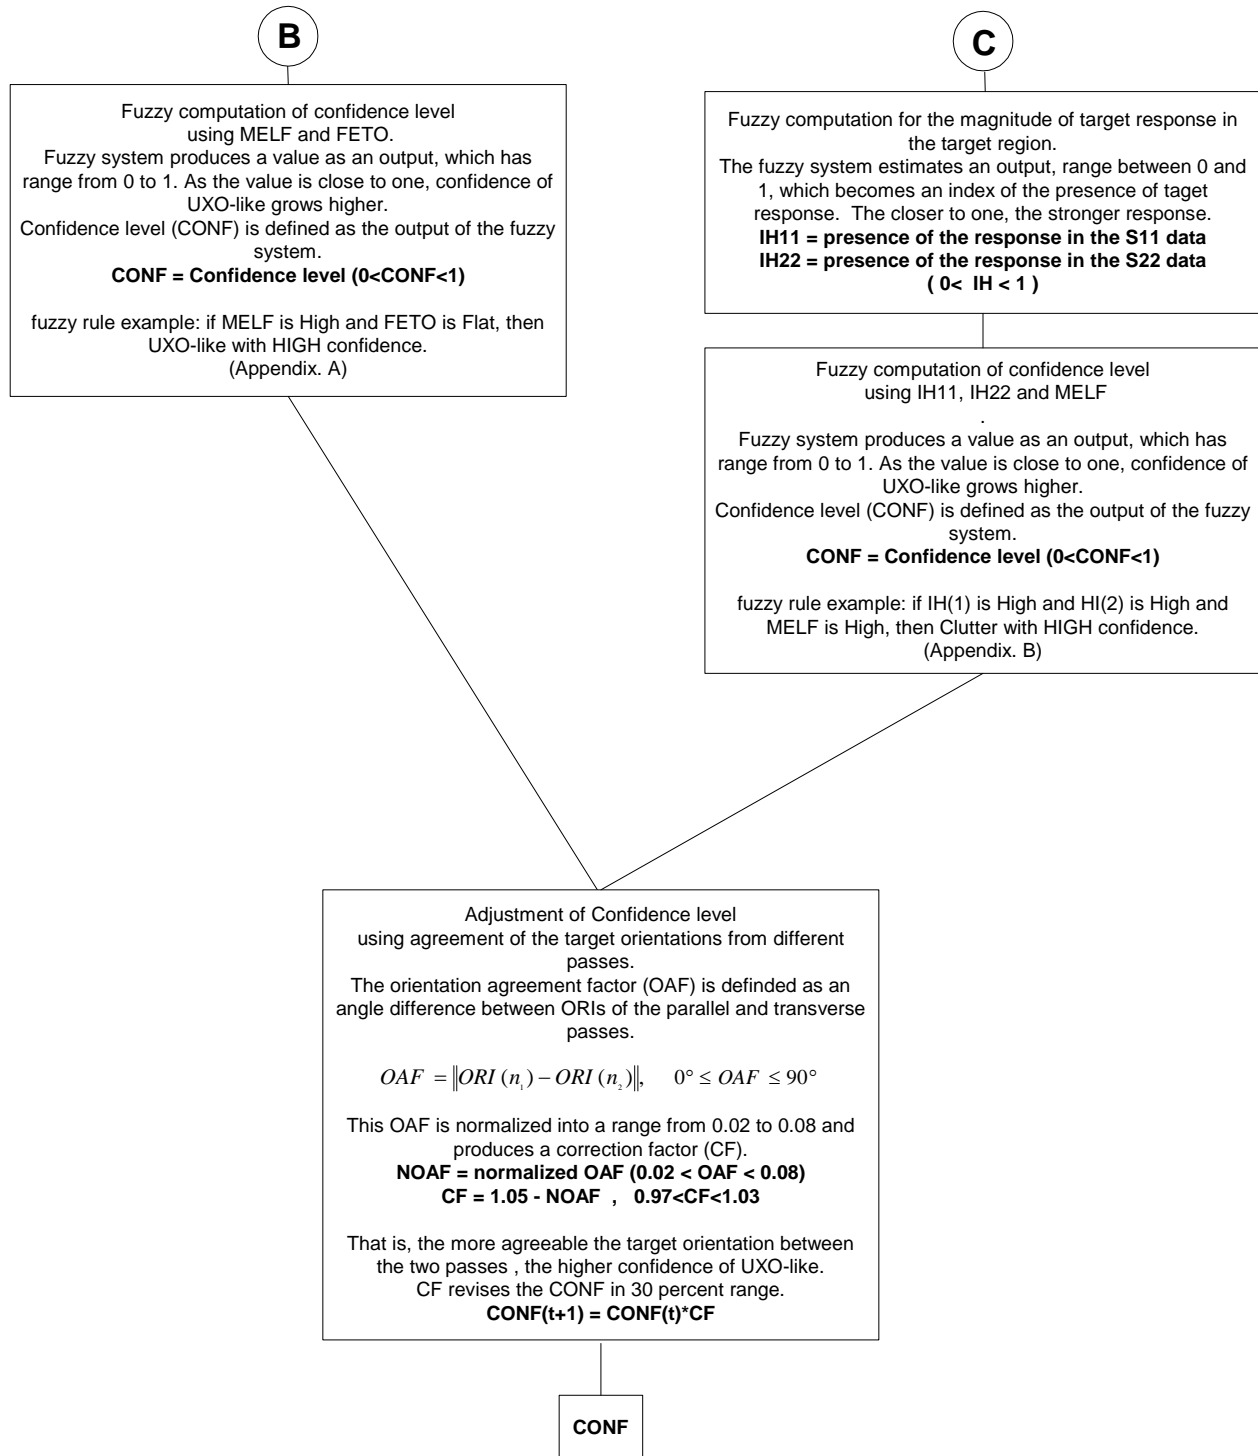 B
Fuzzy computation of confidence level
using MELF and FETO.
Fuzzy system produces a value as an output, which has
range from 0 to 1. As the value is close to one, confidence of
UXO-like grows higher.
Confidence level (CONF) is defined as the output of the fuzzy
system.
CONF = Confidence level (0<CONF<1)
fuzzy rule example: if MELF is High and FETO is Flat, then
UXO-like with HIGH confidence.
(Appendix. A)
C
Fuzzy computation for the magnitude of target response in
the target region.
The fuzzy system estimates an output, range between 0 and
1, which becomes an index of the presence of taget
response. The closer to one, the stronger response.
IH11 = presence of the response in the S11 data
IH22 = presence of the response in the S22 data
( 0< IH < 1 )
Fuzzy computation of confidence level
using IH11, IH22 and MELF
.
Fuzzy system produces a value as an output, which has
range from 0 to 1. As the value is close to one, confidence of
UXO-like grows higher.
Confidence level (CONF) is defined as the output of the fuzzy
system.
CONF = Confidence level (0<CONF<1)
fuzzy rule example: if IH(1) is High and HI(2) is High and
MELF is High, then Clutter with HIGH confidence.
(Appendix. B)
Adjustment of Confidence level
using agreement of the target orientations from different
passes.
The orientation agreement factor (OAF) is definded as an
angle difference between ORIs of the parallel and transverse
passes.
OAF = ‖ORI (n₁) − ORI (n₂)‖, 0° ≤ OAF ≤ 90°
This OAF is normalized into a range from 0.02 to 0.08 and
produces a correction factor (CF).
NOAF = normalized OAF (0.02 < OAF < 0.08)
CF = 1.05 - NOAF , 0.97<CF<1.03
That is, the more agreeable the target orientation between
the two passes , the higher confidence of UXO-like.
CF revises the CONF in 30 percent range.
CONF(t+1) = CONF(t)*CF
CONF